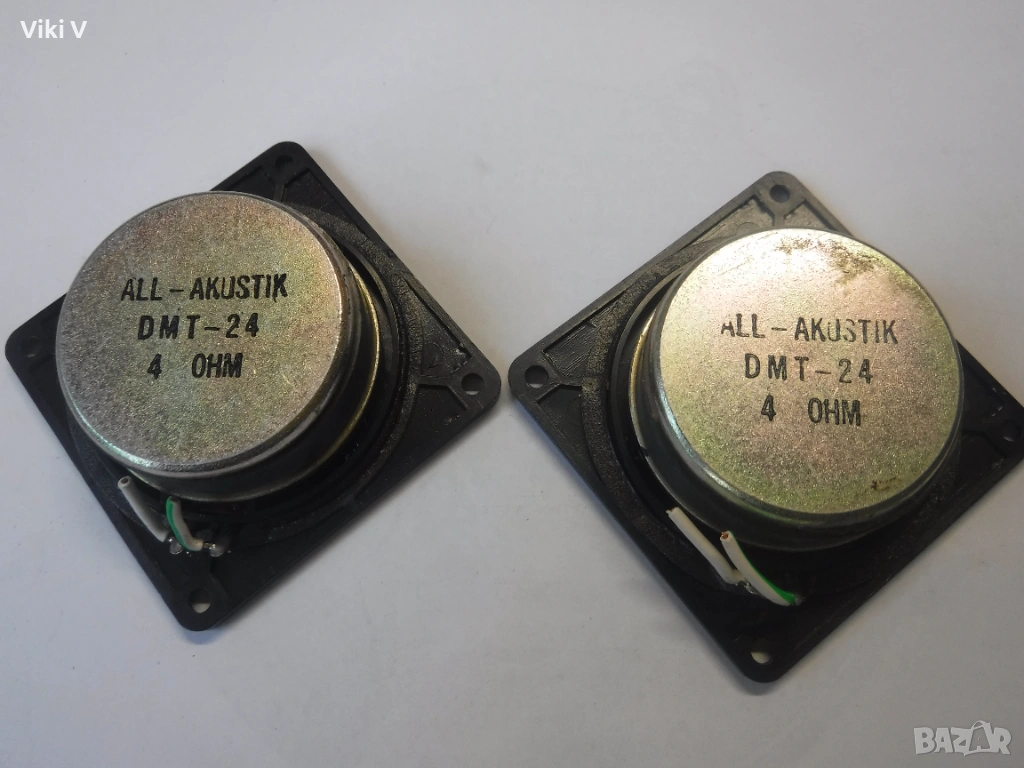 Viki V
ALL-AKUSTIK
DMT-24
4 OHM
ALL-AKUSTIK
DMT-24
4 OHM
BAZAR